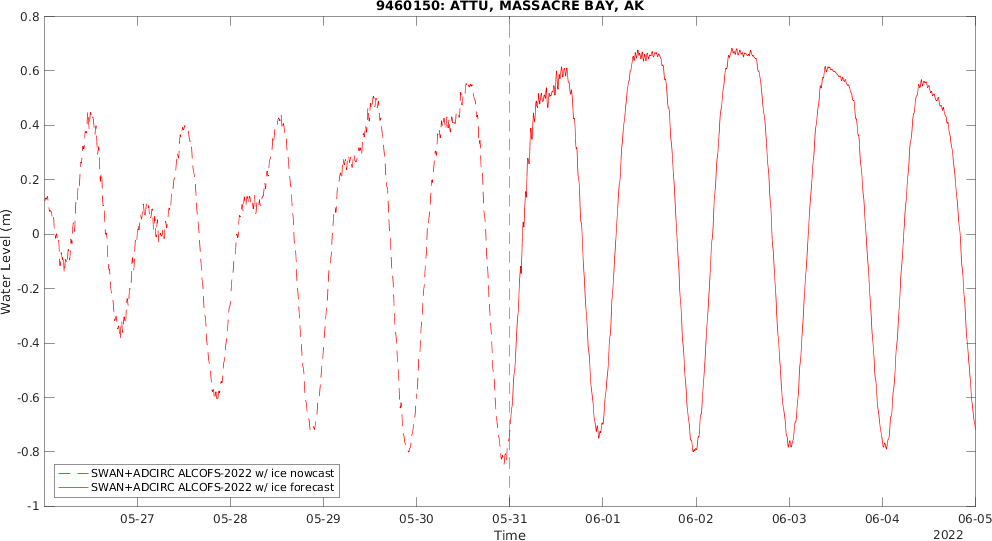 9460150: ATTU, MASSACRE BAY, AK
0.8
0.6
0.4
0.2
0
-0.2
-0.4
-0.6
-0.8
-1
Water Level (m)
SWAN+ADCIRC ALCOFS-2022 w/ ice nowcast
SWAN+ADCIRC ALCOFS-2022 w/ ice forecast
05-27 05-28 05-29 05-30 05-31 06-01 06-02 06-03 06-04 06-05
Time
2022